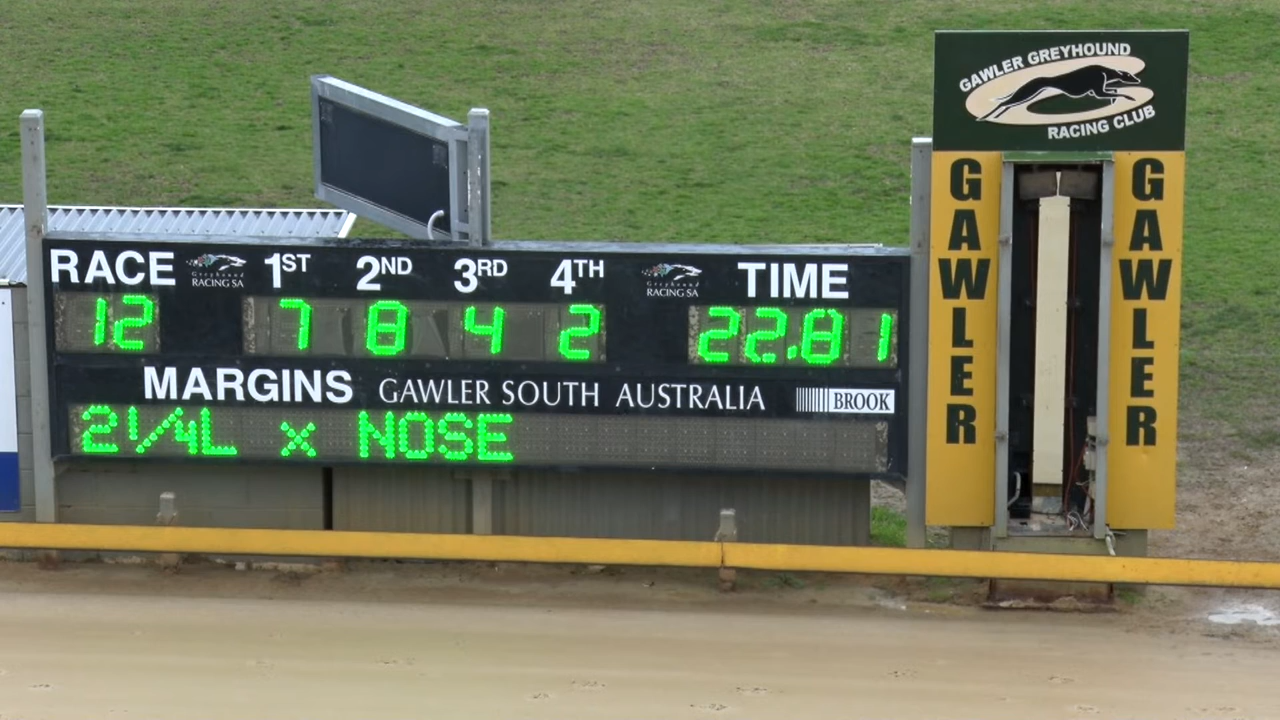 GAWLER GREYHOUND
RACING CLUB
RACE Greyhound RACING SA 1ST 2ND 3RD 4TH Greyhound RACING SA TIME
12 7 8 4 2 22.81
MARGINS GAWLER SOUTH AUSTRALIA BROOK
2 1/4L x NOSE
GAWLER
GAWLER